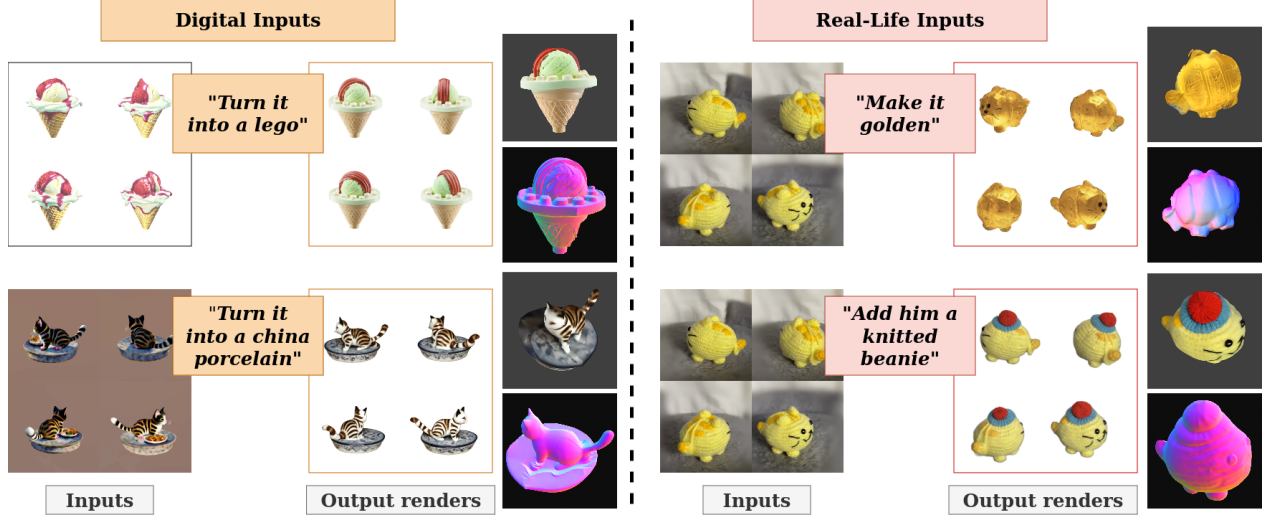 Digital Inputs
"Turn it
into a lego"
"Turn it
into a china
porcelain"
Inputs
Output renders
Real-Life Inputs
"Make it
golden"
"Add him a
knitted
beanie"
Inputs
Output renders